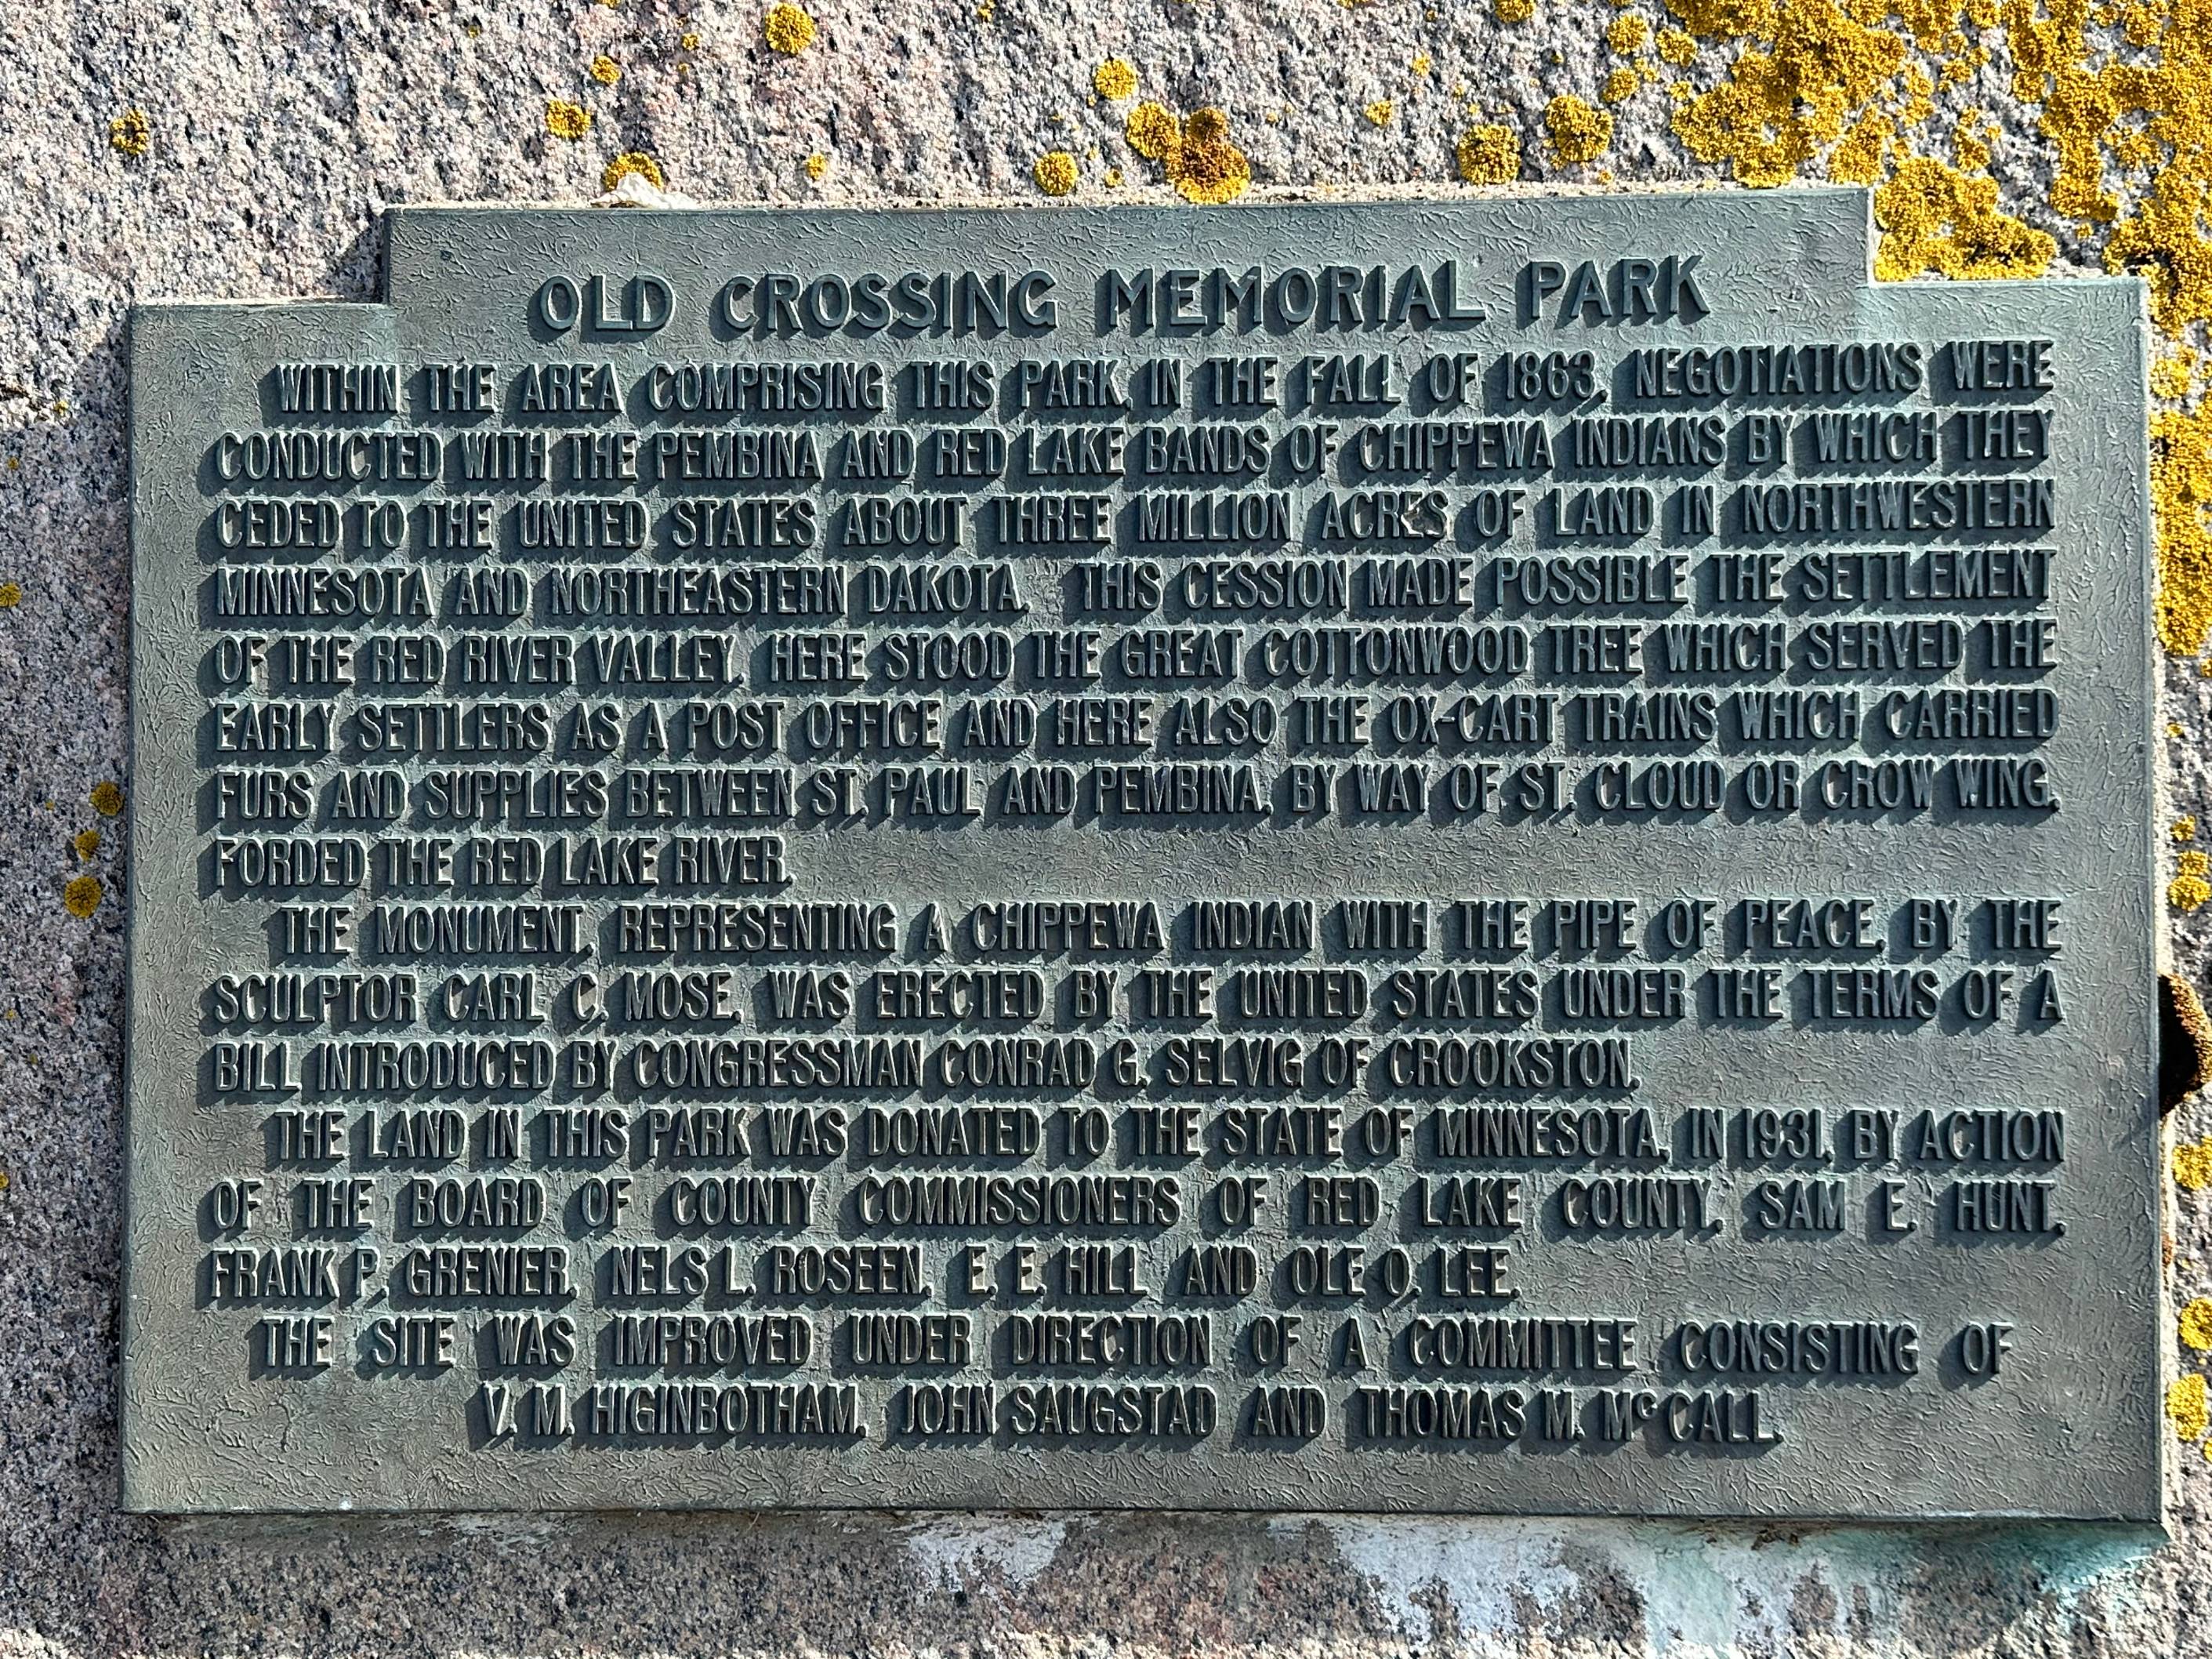 OLD CROSSING MEMORIAL PARK
WITHIN THE AREA COMPRISING THIS PARK, IN THE FALL OF 1863, NEGOTIATIONS WERE
CONDUCTED WITH THE PEMBINA AND RED LAKE BANDS OF CHIPPEWA INDIANS BY WHICH THEY
CEDED TO THE UNITED STATES ABOUT THREE MILLION ACRES OF LAND IN NORTHWESTERN
MINNESOTA AND NORTHEASTERN DAKOTA. THIS CESSION MADE POSSIBLE THE SETTLEMENT
OF THE RED RIVER VALLEY. HERE STOOD THE GREAT COTTONWOOD TREE WHICH SERVED THE
EARLY SETTLERS AS A POST OFFICE AND HERE ALSO THE OX-CART TRAINS WHICH CARRIED
FURS AND SUPPLIES BETWEEN ST. PAUL AND PEMBINA, BY WAY OF ST. CLOUD OR CROW WING,
FORDED THE RED LAKE RIVER.
THE MONUMENT, REPRESENTING A CHIPPEWA INDIAN WITH THE PIPE OF PEACE, BY THE
SCULPTOR CARL C. MOSE, WAS ERECTED BY THE UNITED STATES UNDER THE TERMS OF A
BILL INTRODUCED BY CONGRESSMAN CONRAD G. SELVIG OF CROOKSTON.
THE LAND IN THIS PARK WAS DONATED TO THE STATE OF MINNESOTA, IN 1931, BY ACTION
OF THE BOARD OF COUNTY COMMISSIONERS OF RED LAKE COUNTY, SAM E. HUNT,
FRANK P. GRENIER, NELS L. ROSEEN, E. E. HILL AND OLE O. LEE.
THE SITE WAS IMPROVED UNDER DIRECTION OF A COMMITTEE CONSISTING OF
V. M. HIGINBOTHAM, JOHN SAUGSTAD AND THOMAS M. McCALL.